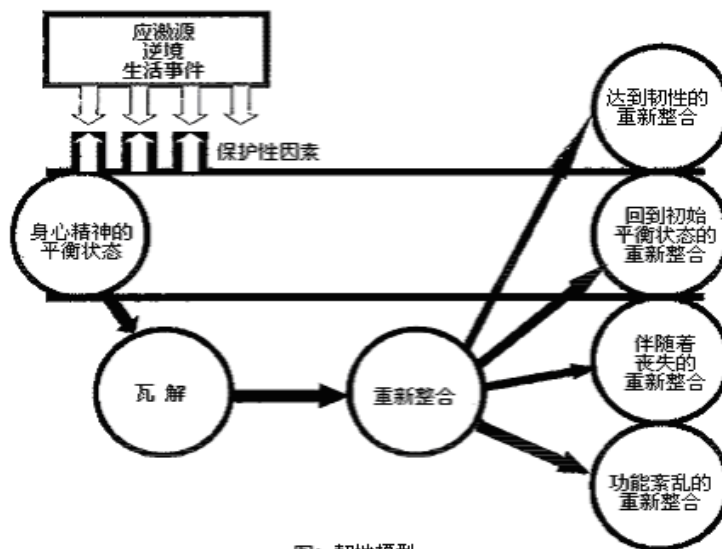 应激源
逆境
生活事件
保护性因素
达到韧性的
重新整合
身心精神的
平衡状态
回到初始
平衡状态的
重新整合
瓦 解
重新整合
伴随着
丧失的
重新整合
功能紊乱的
重新整合